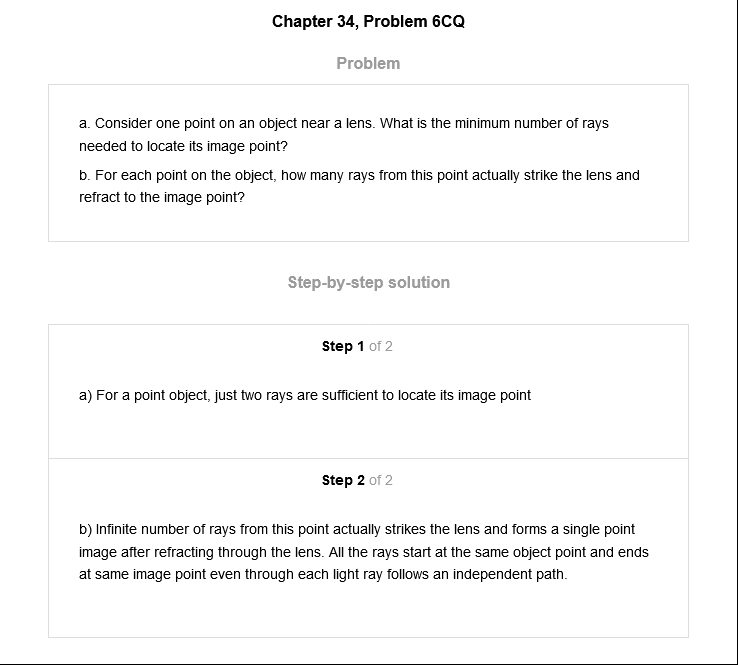 Chapter 34, Problem 6CQ
Problem
a. Consider one point on an object near a lens. What is the minimum number of rays
needed to locate its image point?
b. For each point on the object, how many rays from this point actually strike the lens and
refract to the image point?
Step-by-step solution
Step 1 of 2
a) For a point object, just two rays are sufficient to locate its image point
Step 2 of 2
b) Infinite number of rays from this point actually strikes the lens and forms a single point
image after refracting through the lens. All the rays start at the same object point and ends
at same image point even through each light ray follows an independent path.